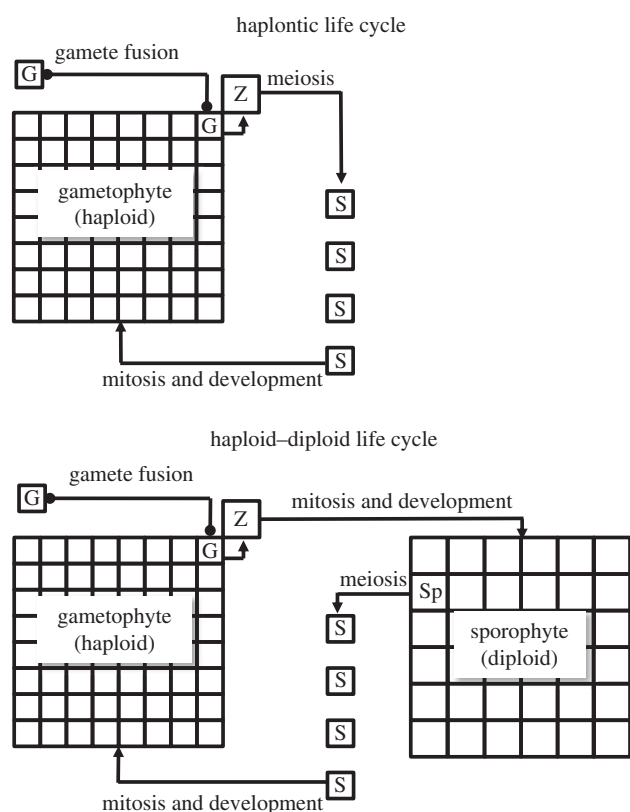 haplontic life cycle
gamete fusion
G
Z
meiosis
G
gametophyte
(haploid)
S
S
S
S
mitosis and development
haploid–diploid life cycle
gamete fusion
G
Z
mitosis and development
G
meiosis
Sp
gametophyte
(haploid)
S
sporophyte
(diploid)
S
S
S
mitosis and development